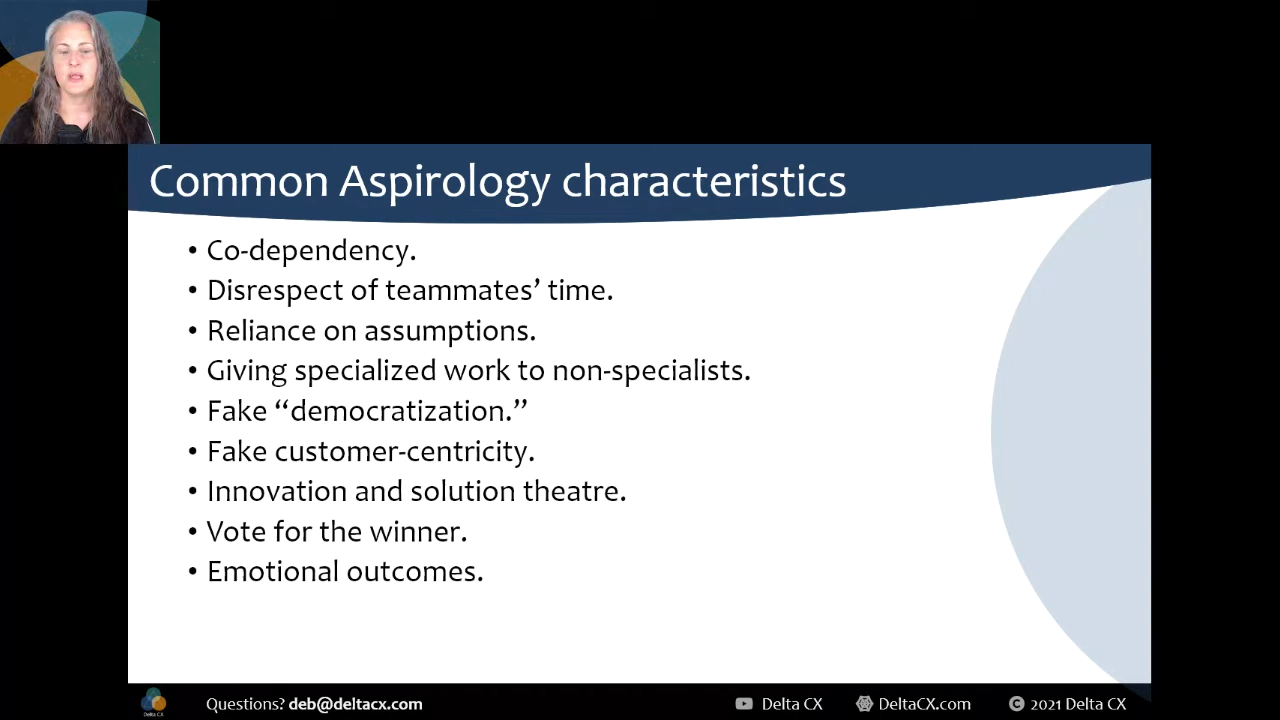 Common Aspirology characteristics
• Co-dependency.
• Disrespect of teammates’ time.
• Reliance on assumptions.
• Giving specialized work to non-specialists.
• Fake “democratization.”
• Fake customer-centricity.
• Innovation and solution theatre.
• Vote for the winner.
• Emotional outcomes.
Delta CX
Questions? deb@deltacx.com
Delta CX
DeltaCX.com
© 2021 Delta CX